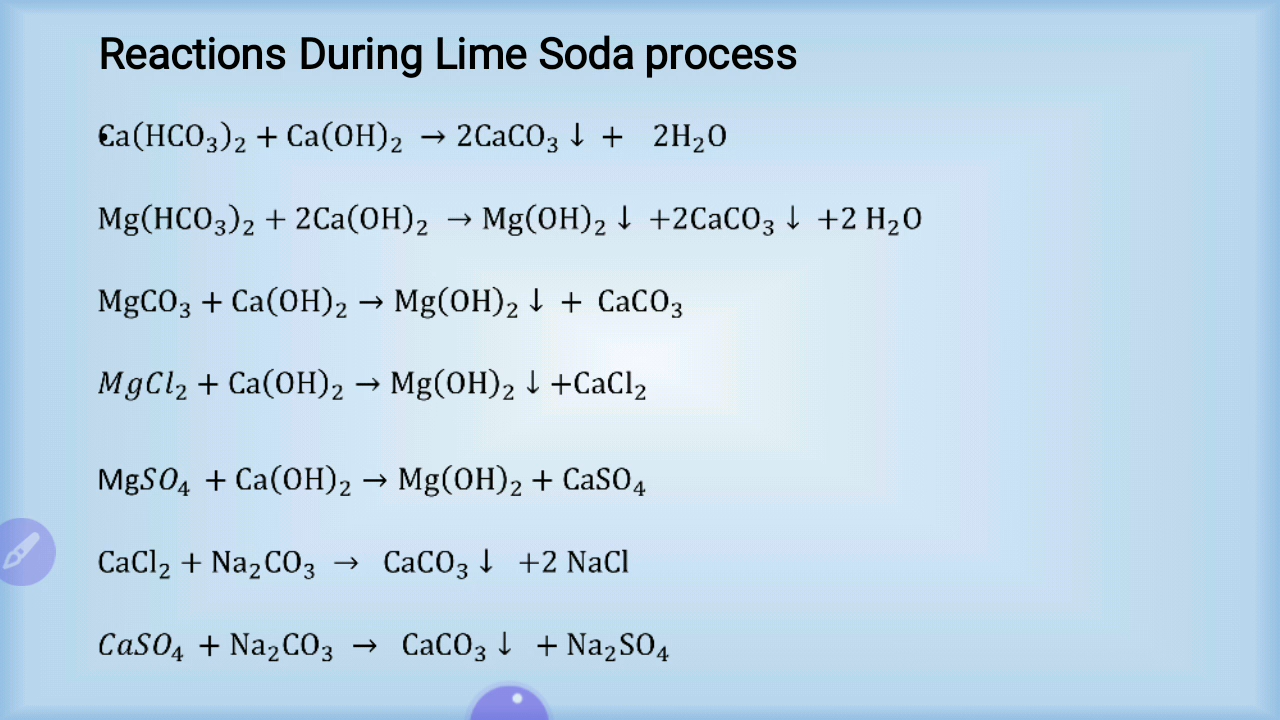 Reactions During Lime Soda process
• Ca(HCO₃)₂ + Ca(OH)₂ → 2CaCO₃ ↓ + 2H₂O
Mg(HCO₃)₂ + 2Ca(OH)₂ → Mg(OH)₂ ↓ +2CaCO₃ ↓ +2 H₂O
MgCO₃ + Ca(OH)₂ → Mg(OH)₂ ↓ + CaCO₃
MgCl₂ + Ca(OH)₂ → Mg(OH)₂ ↓ +CaCl₂
MgSO₄ + Ca(OH)₂ → Mg(OH)₂ + CaSO₄
CaCl₂ + Na₂CO₃ → CaCO₃ ↓ +2 NaCl
CaSO₄ + Na₂CO₃ → CaCO₃ ↓ + Na₂SO₄